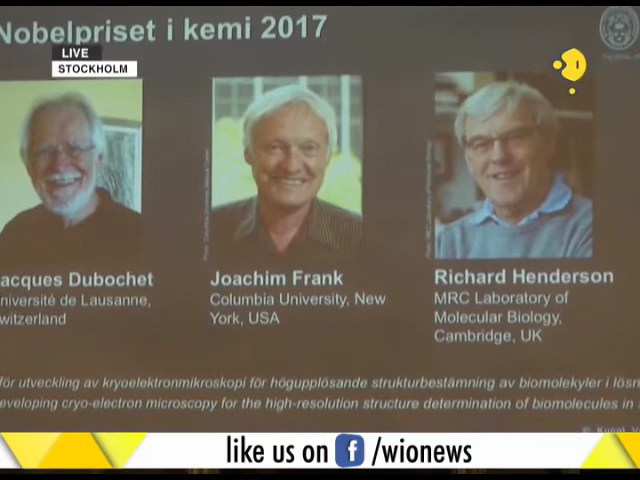 Nobelpriset i kemi 2017
LIVE
STOCKHOLM
acques Dubochet
niversité de Lausanne,
witzerland
Joachim Frank
Columbia University, New
York, USA
Richard Henderson
MRC Laboratory of
Molecular Biology,
Cambridge, UK
för utveckling av kryoelektronmikroskopi för högupplösande strukturbestämning av biomolekyler i lösn
eveloping cryo-electron microscopy for the high-resolution structure determination of biomolecules in
like us on /wionews